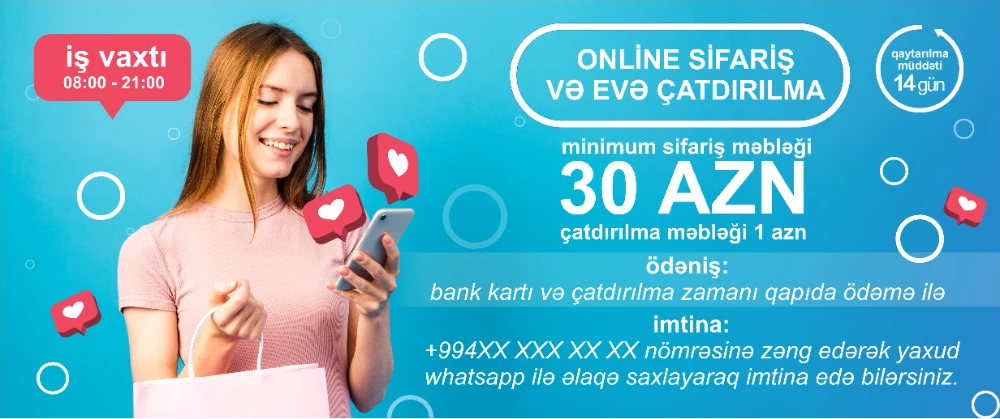 iş vaxtı
08:00 - 21:00
ONLİNE SİFARİŞ
VƏ EVƏ ÇATDIRILMA
qaytarılma
müddəti
14 gün
minimum sifariş məbləği
30 AZN
çatdırılma məbləği 1 azn
ödəniş:
bank kartı və çatdırılma zamanı qapıda ödəmə ilə
imtina:
+994XX XXX XX XX nömrəsinə zəng edərək yaxud
whatsapp ilə əlaqə saxlayaraq imtina edə bilərsiniz.